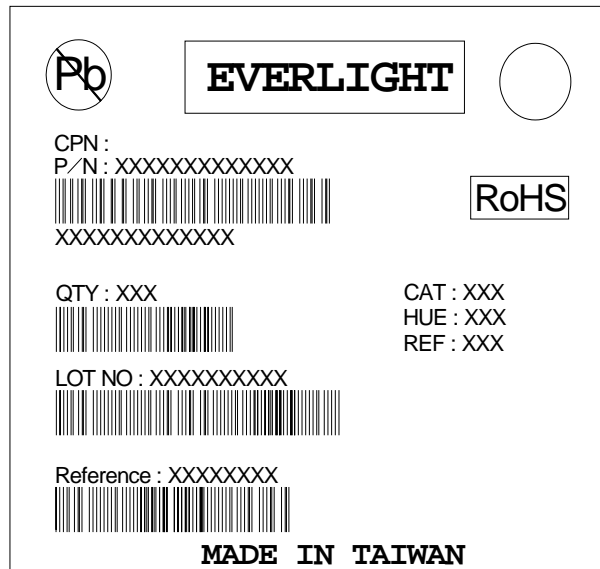 Pb
EVERLIGHT
CPN :
P/N : XXXXXXXXXXXXX
RoHS
XXXXXXXXXXXXX
QTY : XXX
CAT : XXX
HUE : XXX
REF : XXX
LOT NO : XXXXXXXXXX
Reference : XXXXXXXX
MADE IN TAIWAN